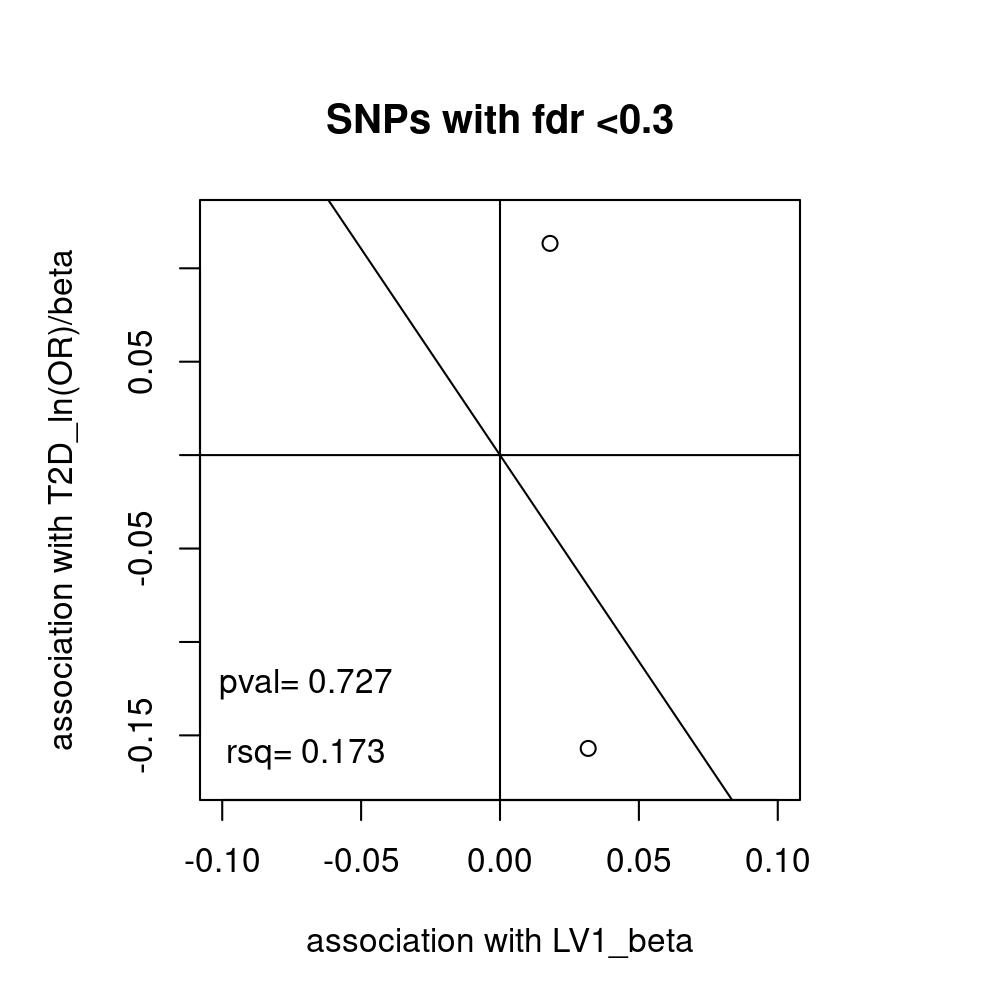 SNPs with fdr <0.3
association with T2D_ln(OR)/beta
0.05
-0.05
-0.15
pval= 0.727
rsq= 0.173
-0.10 -0.05 0.00 0.05 0.10
association with LV1_beta